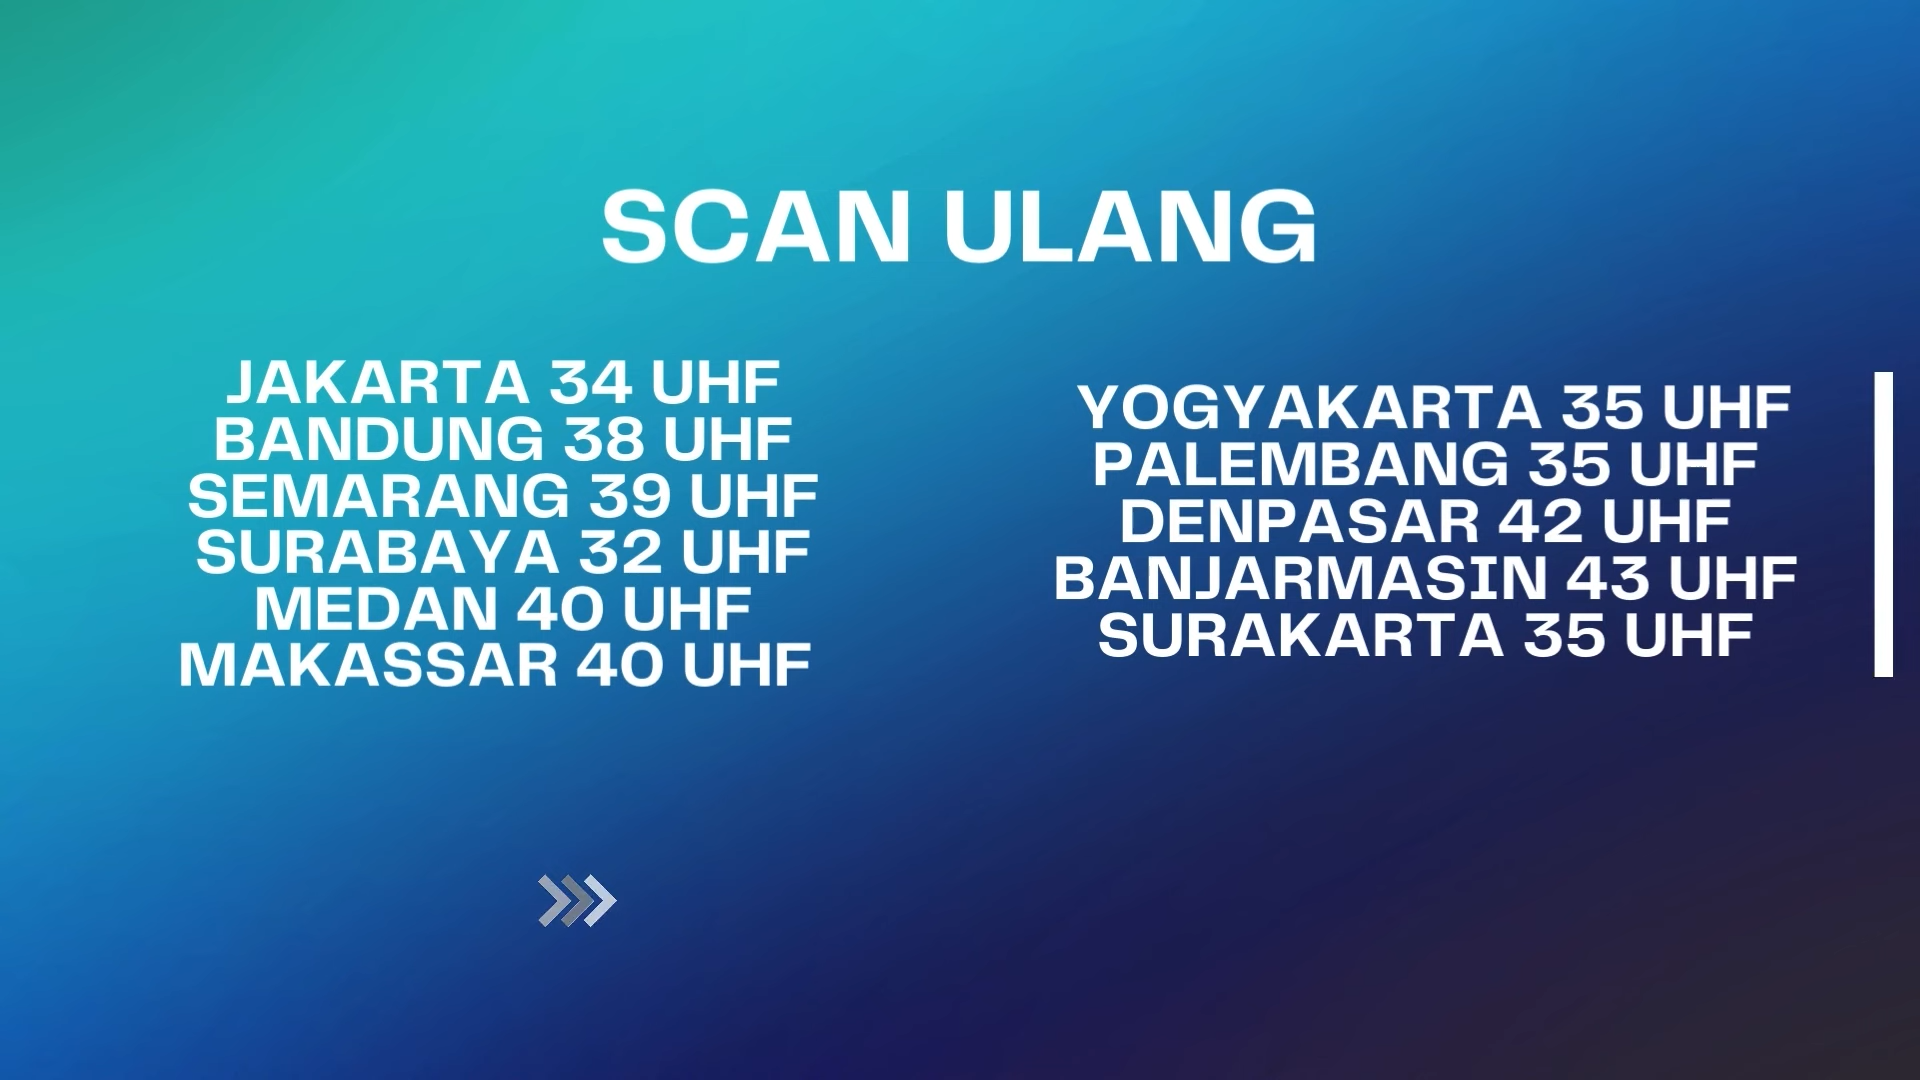 SCAN ULANG
JAKARTA 34 UHF
BANDUNG 38 UHF
SEMARANG 39 UHF
SURABAYA 32 UHF
MEDAN 40 UHF
MAKASSAR 40 UHF
YOGYAKARTA 35 UHF
PALEMBANG 35 UHF
DENPASAR 42 UHF
BANJARMASIN 43 UHF
SURAKARTA 35 UHF